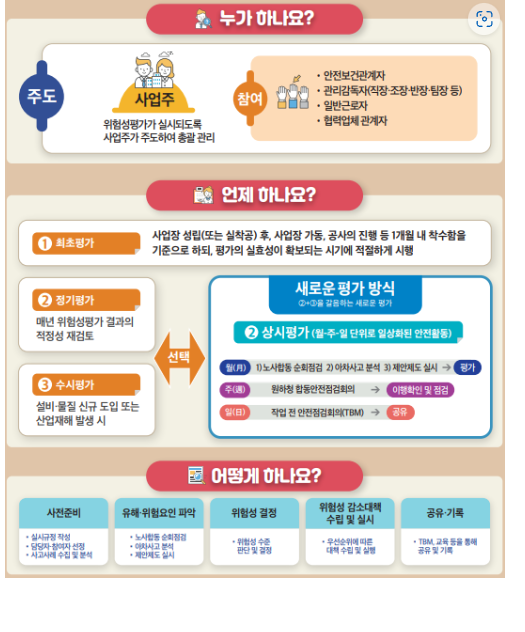 누가 하나요?
주도
사업주
위험성평가가 실시되도록
사업주가 주도하여 총괄 관리
참여
· 안전보건관계자
· 관리감독자(직장·조장·반장·팀장 등)
· 일반근로자
· 협력업체 관계자
언제 하나요?
1 최초평가
사업장 성립(또는 실착공) 후, 사업장 가동, 공사의 진행 등 1개월 내 착수함을
기준으로 하되, 평가의 실효성이 확보되는 시기에 적절하게 시행
2 정기평가
매년 위험성평가 결과의
적정성 재검토
3 수시평가
설비·물질 신규 도입 또는
산업재해 발생 시
선택
새로운 평가 방식
②+③을 갈음하는 새로운 평가
2 상시평가 (월-주-일 단위로 일상화된 안전활동)
월(月) 1) 노사합동 순회점검 2) 아차사고 분석 3) 제안제도 실시 → 평가
주(週) 원하청 합동안전점검회의 → 이행확인 및 점검
일(日) 작업 전 안전점검회의(TBM) → 공유
어떻게 하나요?
사전준비
· 실시규정 작성
· 담당자·참여자 선정
· 사고사례 수집 및 분석
유해·위험요인 파악
· 노사합동 순회점검
· 아차사고 분석
· 제안제도 실시
위험성 결정
· 위험성 수준
판단 및 결정
위험성 감소대책
수립 및 실시
· 우선순위에 따른
대책 수립 및 실행
공유·기록
· TBM, 교육 등을 통해
공유 및 기록